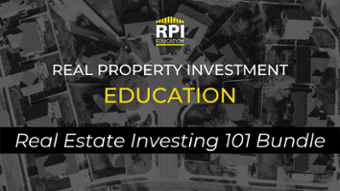 RPI
EDUCATION
REAL PROPERTY INVESTMENT
EDUCATION
Real Estate Investing 101 Bundle